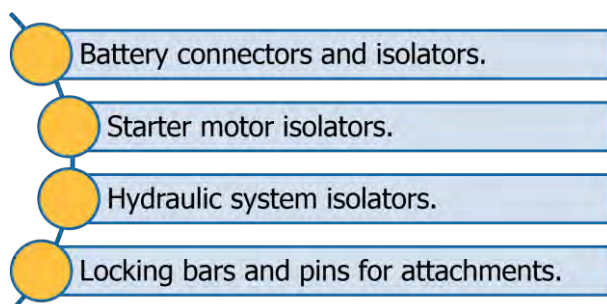 Battery connectors and isolators.
Starter motor isolators.
Hydraulic system isolators.
Locking bars and pins for attachments.